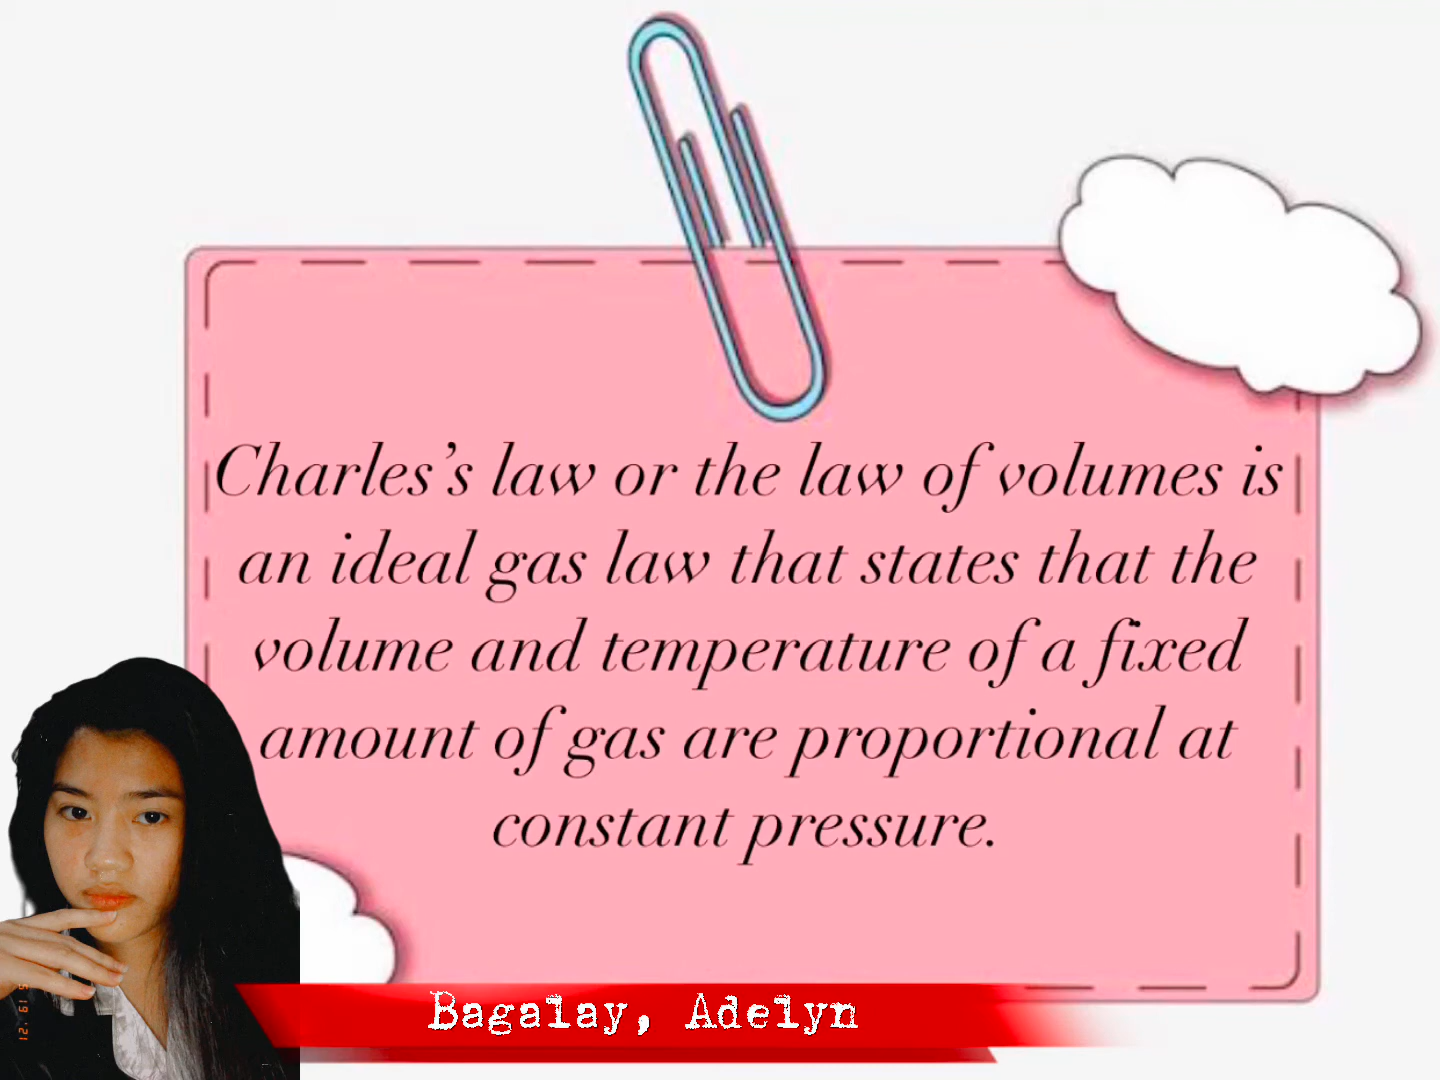 Charles’s law or the law of volumes is
an ideal gas law that states that the
volume and temperature of a fixed
amount of gas are proportional at
constant pressure.
Bagalay, Adelyn